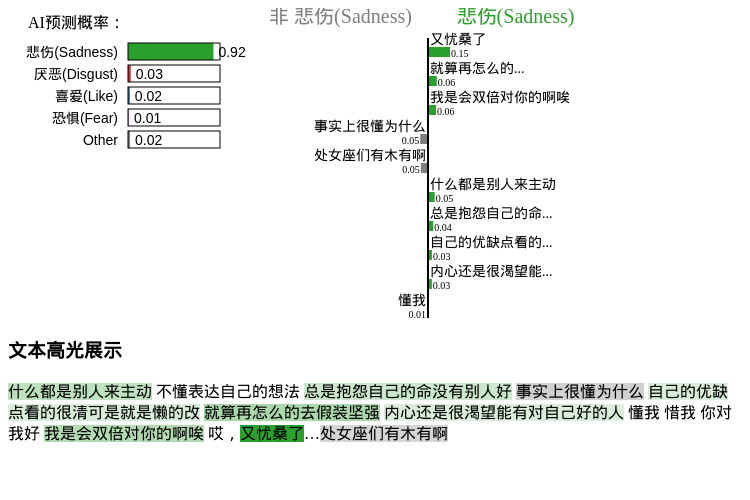 AI预测概率：
悲伤(Sadness) 0.92
厌恶(Disgust) 0.03
喜爱(Like) 0.02
恐惧(Fear) 0.01
Other 0.02
非 悲伤(Sadness) 悲伤(Sadness)
又忧桑了
0.15
就算再怎么的...
0.06
我是会双倍对你的啊唉
0.06
事实上很懂为什么
0.05
处女座们有木有啊
0.05
什么都是别人来主动
0.05
总是抱怨自己的命...
0.04
自己的优缺点看的...
0.03
内心还是很渴望能...
0.03
懂我
0.01
文本高光展示
什么都是别人来主动 不懂表达自己的想法 总是抱怨自己的命没有别人好 事实上很懂为什么 自己的优缺
点看的很清可是就是懒的改 就算再怎么的去假装坚强 内心还是很渴望能有对自己好的人 懂我 惜我 你对
我好 我是会双倍对你的啊唉 哎，又忧桑了…处女座们有木有啊